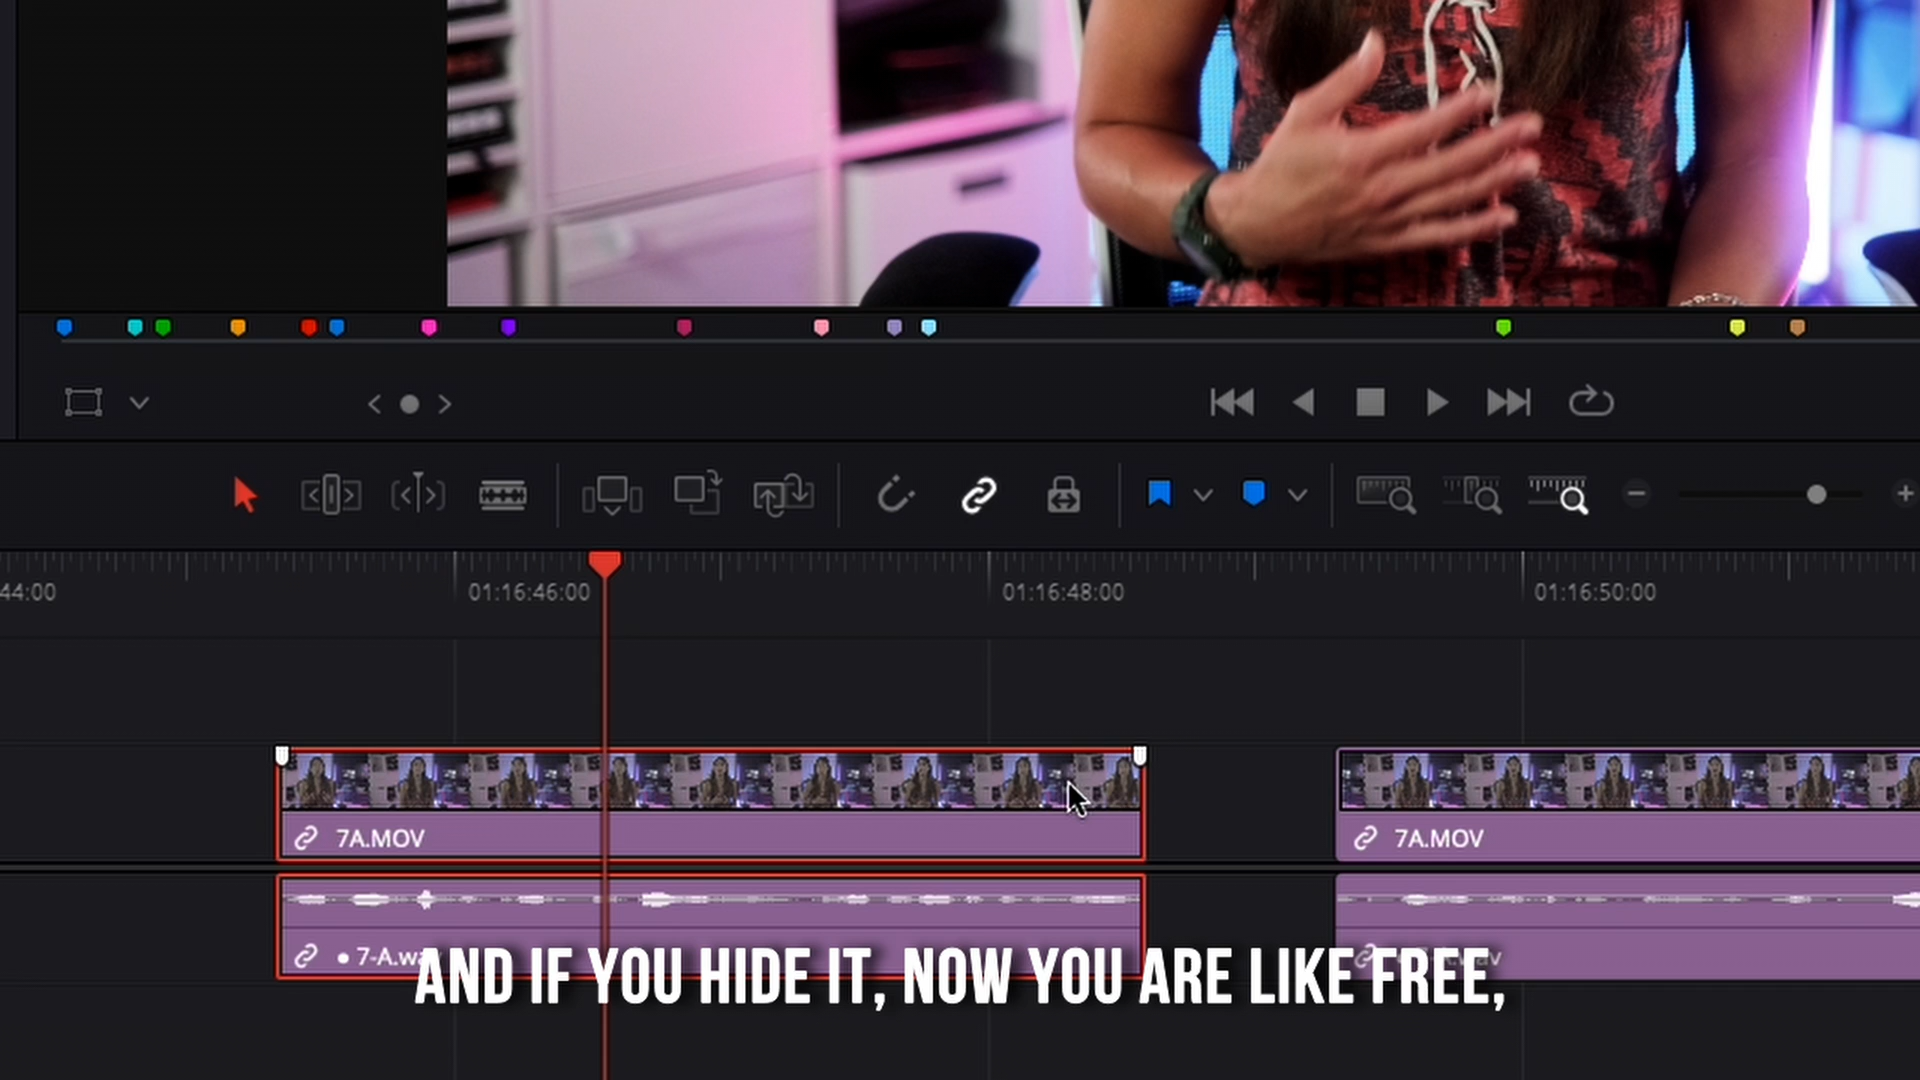 44:00
01:16:46:00
01:16:48:00
01:16:50:00
7A.MOV
7A.MOV
7-A.wav
AND IF YOU HIDE IT, NOW YOU ARE LIKE FREE,